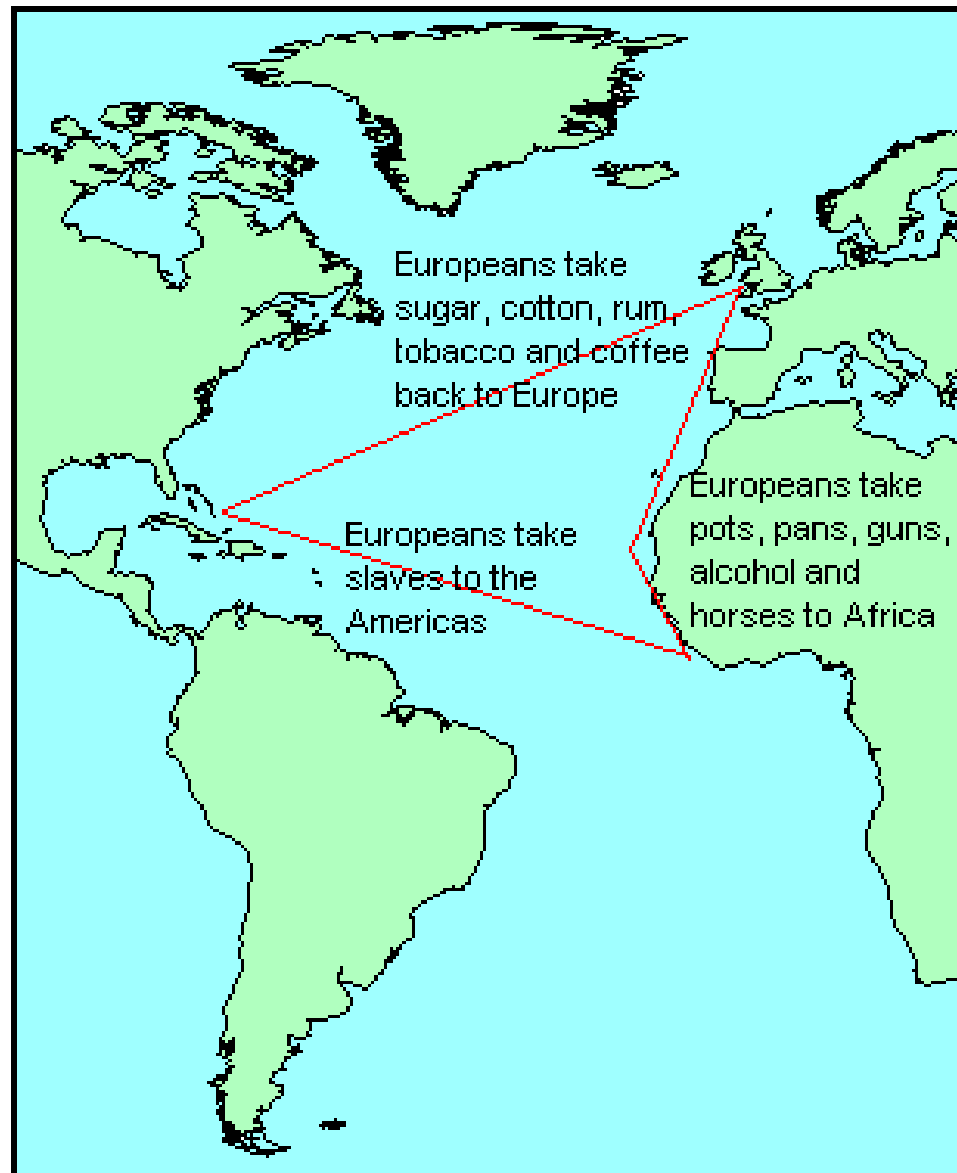 Europeans take
sugar, cotton, rum,
tobacco and coffee
back to Europe
Europeans take
pots, pans, guns,
alcohol and
horses to Africa
Europeans take
slaves to the
Americas